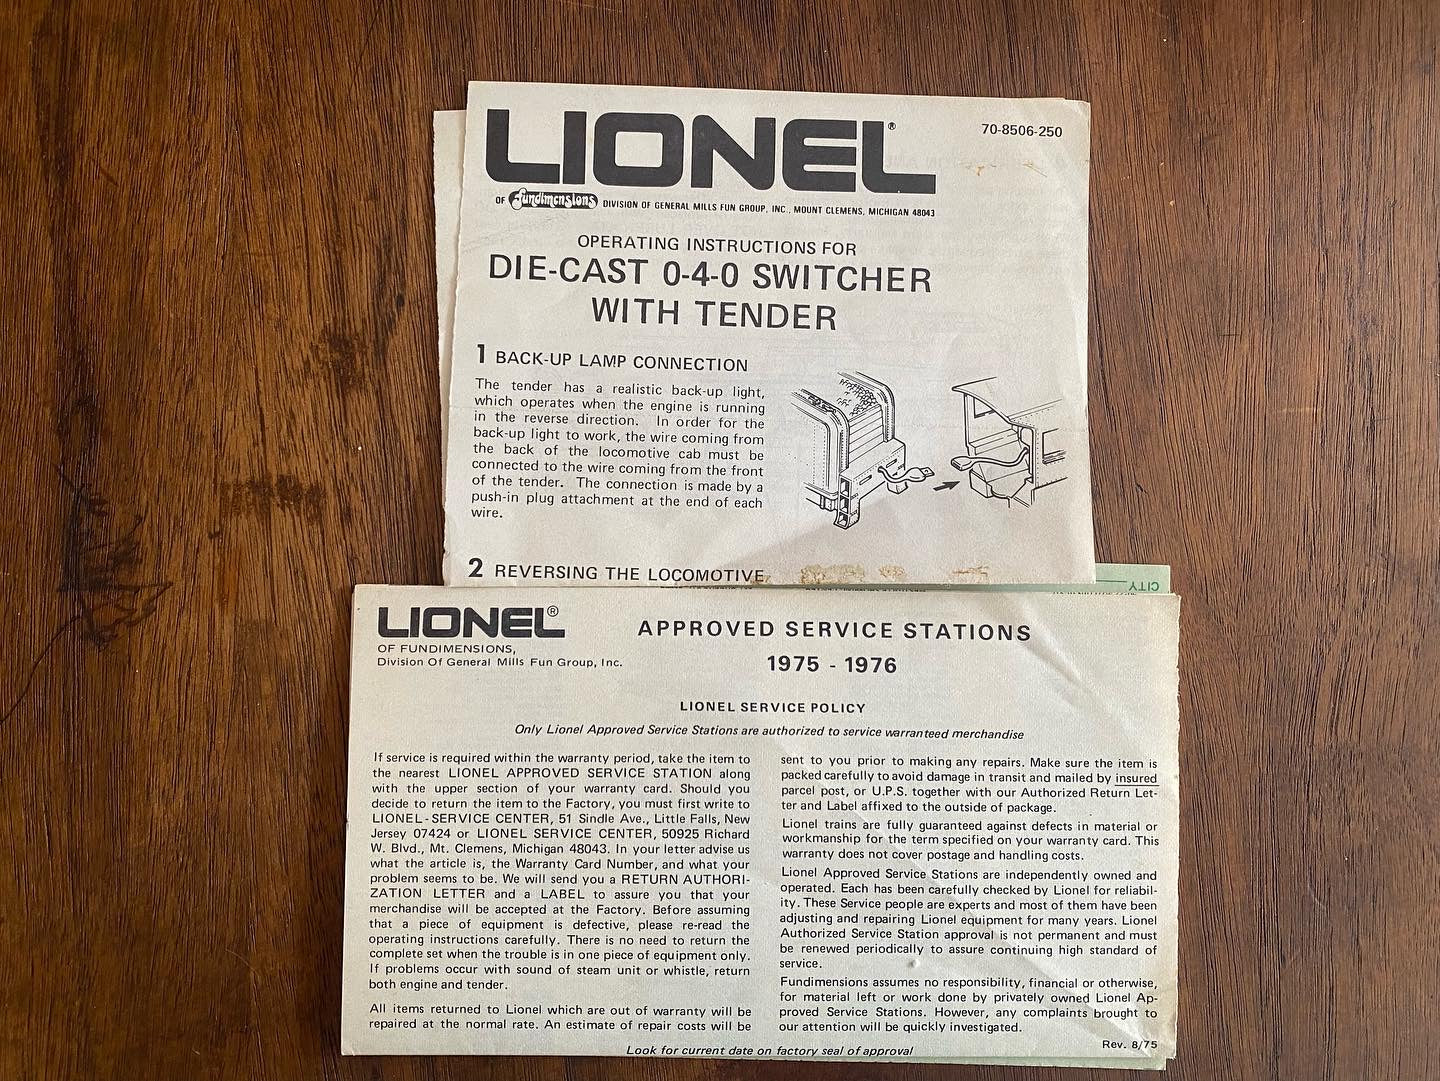 LIONEL®
70-8506-250
OF fundimensions DIVISION OF GENERAL MILLS FUN GROUP, INC., MOUNT CLEMENS, MICHIGAN 48043
OPERATING INSTRUCTIONS FOR
DIE-CAST 0-4-0 SWITCHER
WITH TENDER
1 BACK-UP LAMP CONNECTION
The tender has a realistic back-up light,
which operates when the engine is running
in the reverse direction. In order for the
back-up light to work, the wire coming from
the back of the locomotive cab must be
connected to the wire coming from the front
of the tender. The connection is made by a
push-in plug attachment at the end of each
wire.
2 REVERSING THE LOCOMOTIVE
CITY
LIONEL®
OF FUNDIMENSIONS,
Division Of General Mills Fun Group, Inc.
APPROVED SERVICE STATIONS
1975 - 1976
LIONEL SERVICE POLICY
Only Lionel Approved Service Stations are authorized to service warranteed merchandise
If service is required within the warranty period, take the item to
the nearest LIONEL APPROVED SERVICE STATION along
with the upper section of your warranty card. Should you
decide to return the item to the Factory, you must first write to
LIONEL-SERVICE CENTER, 51 Sindle Ave., Little Falls, New
Jersey 07424 or LIONEL SERVICE CENTER, 50925 Richard
W. Blvd., Mt. Clemens, Michigan 48043. In your letter advise us
what the article is, the Warranty Card Number, and what your
problem seems to be. We will send you a RETURN AUTHORI-
ZATION LETTER and a LABEL to assure you that your
merchandise will be accepted at the Factory. Before assuming
that a piece of equipment is defective, please re-read the
operating instructions carefully. There is no need to return the
complete set when the trouble is in one piece of equipment only.
If problems occur with sound of steam unit or whistle, return
both engine and tender.
All items returned to Lionel which are out of warranty will be
repaired at the normal rate. An estimate of repair costs will be
sent to you prior to making any repairs. Make sure the item is
packed carefully to avoid damage in transit and mailed by insured
parcel post, or U.P.S. together with our Authorized Return Let-
ter and Label affixed to the outside of package.
Lionel trains are fully guaranteed against defects in material or
workmanship for the term specified on your warranty card. This
warranty does not cover postage and handling costs.
Lionel Approved Service Stations are independently owned and
operated. Each has been carefully checked by Lionel for reliabil-
ity. These Service people are experts and most of them have been
adjusting and repairing Lionel equipment for many years. Lionel
Authorized Service Station approval is not permanent and must
be renewed periodically to assure continuing high standard of
service.
Fundimensions assumes no responsibility, financial or otherwise,
for material left or work done by privately owned Lionel Ap-
proved Service Stations. However, any complaints brought to
our attention will be quickly investigated.
Rev. 8/75
Look for current date on factory seal of approval